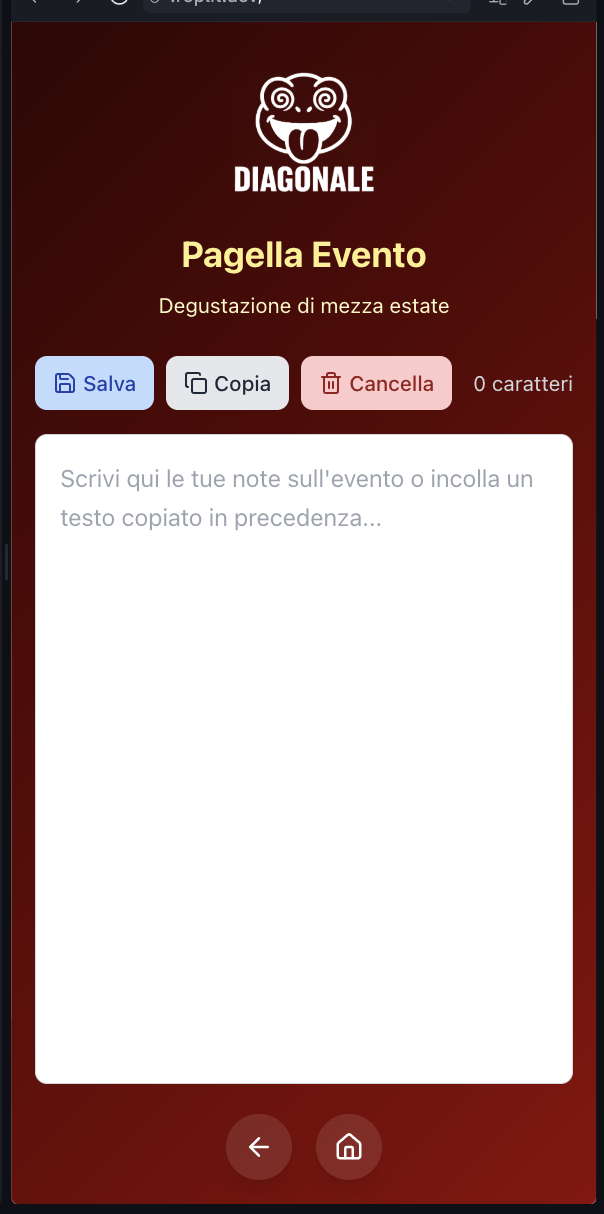 DIAGONALE
Pagella Evento
Degustazione di mezza estate
Salva Copia Cancella 0 caratteri
Scrivi qui le tue note sull'evento o incolla un
testo copiato in precedenza...